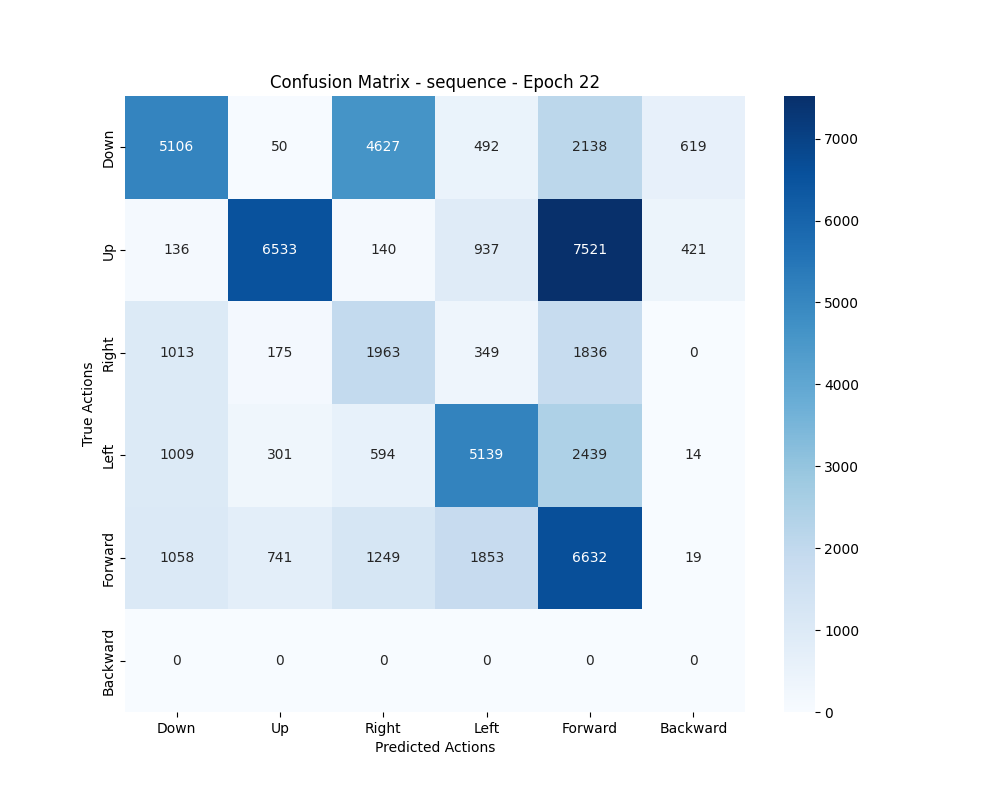 Confusion Matrix - sequence - Epoch 22
True Actions
Down 5106 50 4627 492 2138 619
Up 136 6533 140 937 7521 421
Right 1013 175 1963 349 1836 0
Left 1009 301 594 5139 2439 14
Forward 1058 741 1249 1853 6632 19
Backward 0 0 0 0 0 0
Down Up Right Left Forward Backward
Predicted Actions
7000
6000
5000
4000
3000
2000
1000
0